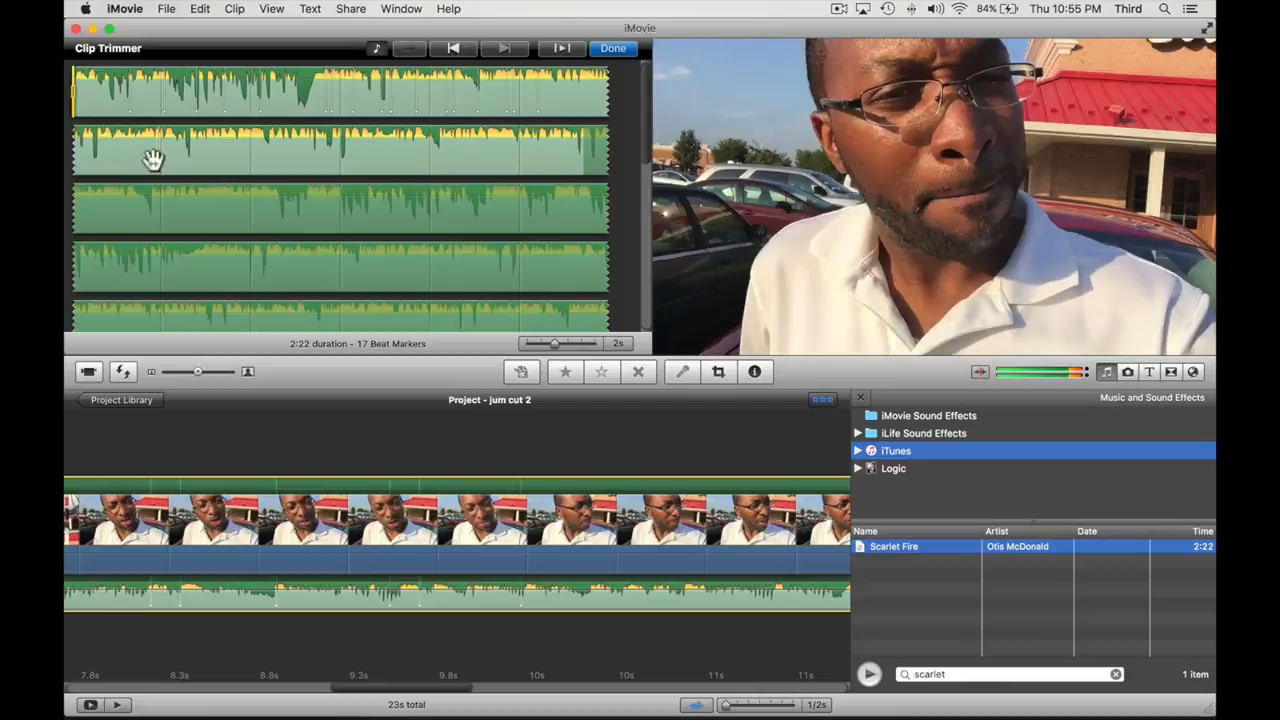 iMovie File Edit Clip View Text Share Window Help 84% Thu 10:55 PM Third
iMovie
Clip Trimmer Done
2:22 duration - 17 Beat Markers 2s
Project Library Project - jum cut 2 Music and Sound Effects
iMovie Sound Effects
iLife Sound Effects
iTunes
Logic
Name Artist Date Time
Scarlet Fire Otis McDonald 2:22
7.8s 8.3s 8.8s 9.3s 9.8s 10s 10s 11s 11s
scarlet 1 item
23s total 1/2s